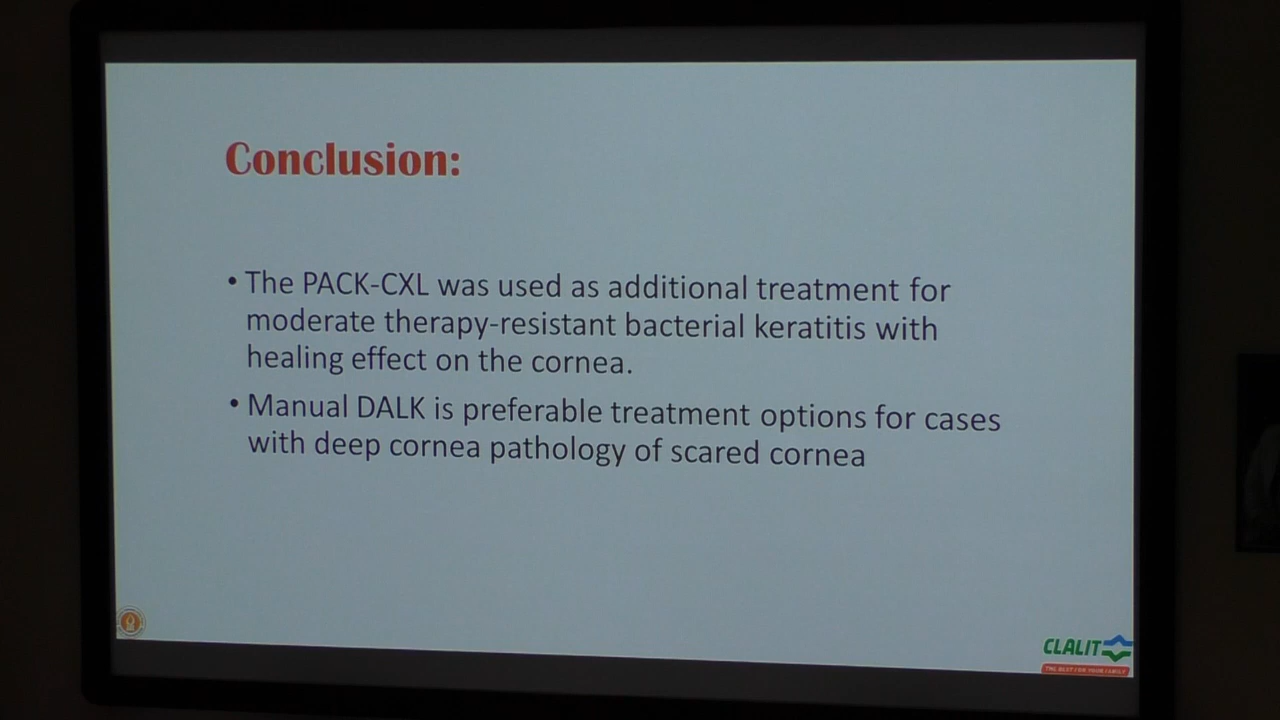 Conclusion:
• The PACK-CXL was used as additional treatment for
moderate therapy-resistant bacterial keratitis with
healing effect on the cornea.
• Manual DALK is preferable treatment options for cases
with deep cornea pathology of scared cornea
CLALIT
THE BEST FOR YOUR FAMILY